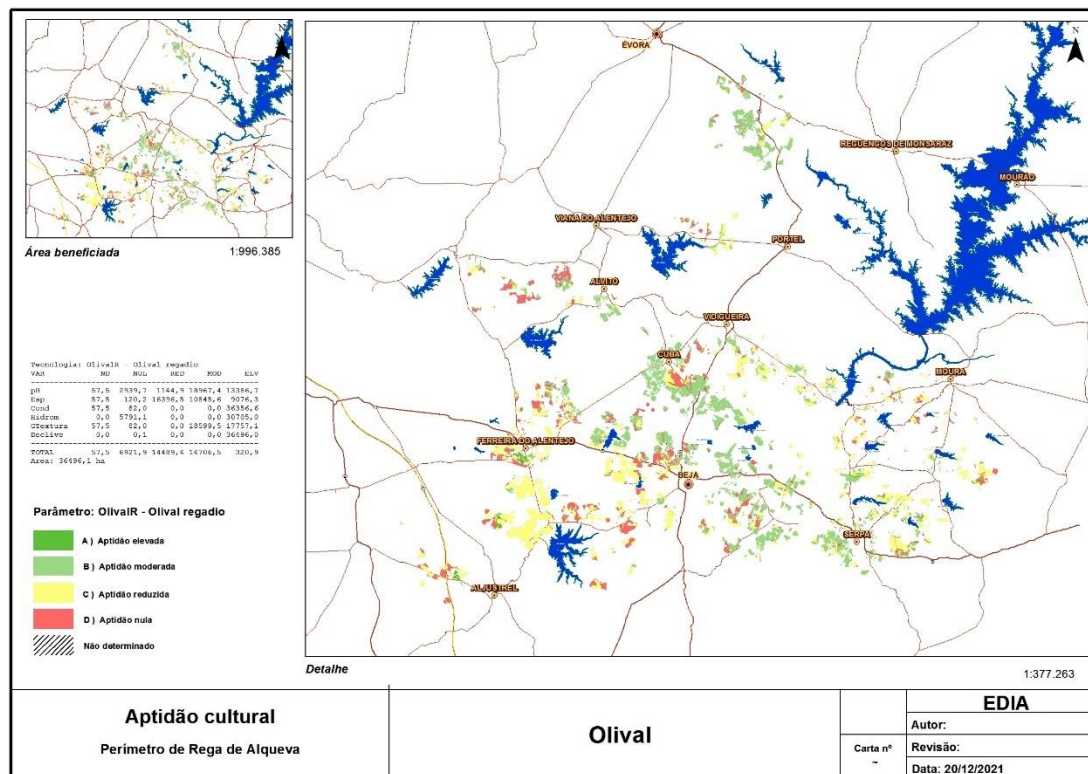 N
Área beneficiada 1:996.385
Tecnologia: OlivalR - Olival regadio
VAR ND NUL RED MOD ELV
pH 57,5 2939,7 1144,9 18967,4 13386,7
Esp 57,5 120,2 16396,5 10845,6 9076,3
Cond 57,5 82,0 0,0 0,0 36356,6
Hidrom 0,0 5791,1 0,0 0,0 30705,0
GTextura 57,5 82,0 0,0 18599,5 17757,1
Declive 0,0 0,1 0,0 0,0 36496,0
TOTAL 57,5 6921,9 14489,4 14706,5 320,9
Area: 36496,1 ha
Parâmetro: OlivalR - Olival regadio
A ) Aptidão elevada
B ) Aptidão moderada
C ) Aptidão reduzida
D ) Aptidão nula
Não determinado
N
ÉVORA
REGUENGOS DE MONSARAZ
MOURÃO
VIANA DO ALENTEJO
PORTEL
ALVITO
VIDIGUEIRA
CUBA
MOURA
FERREIRA DO ALENTEJO
BEJA
SERPA
ALJUSTREL
Detalhe 1:377.263
Aptidão cultural
Perímetro de Rega de Alqueva
Olival
Carta nº
~
EDIA
Autor:
Revisão:
Data: 20/12/2021